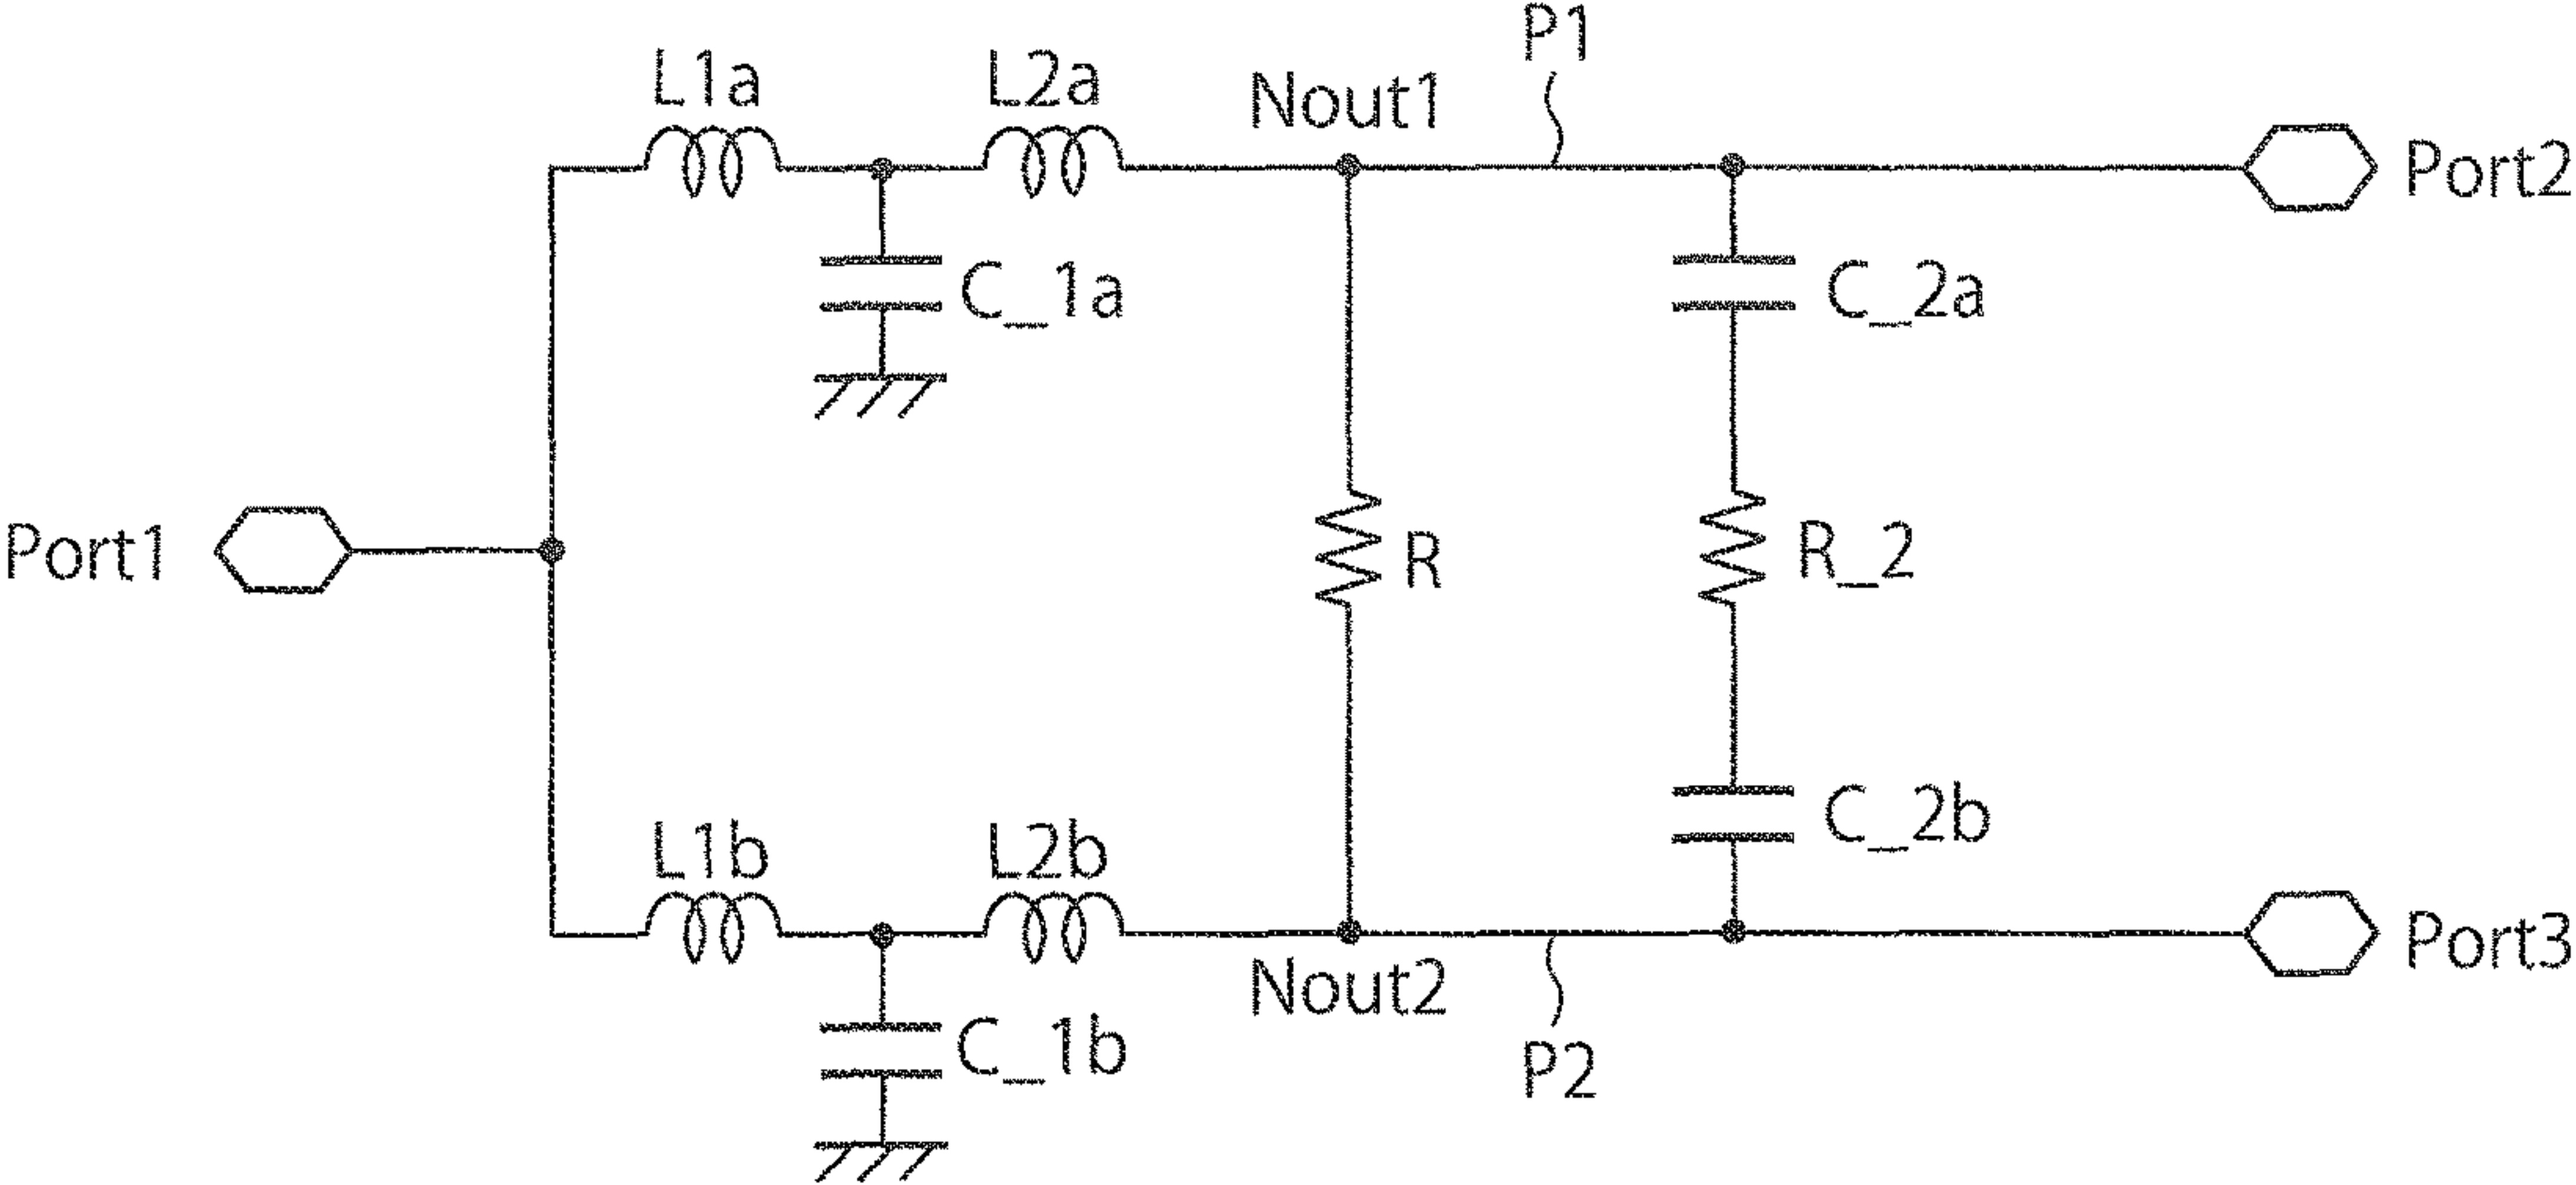 P1
L1a
L2a
Nout1
Port2
C_1a
C_2a
Port1
R
R_2
L1b
L2b
C_2b
Port3
Nout2
C_1b
P2